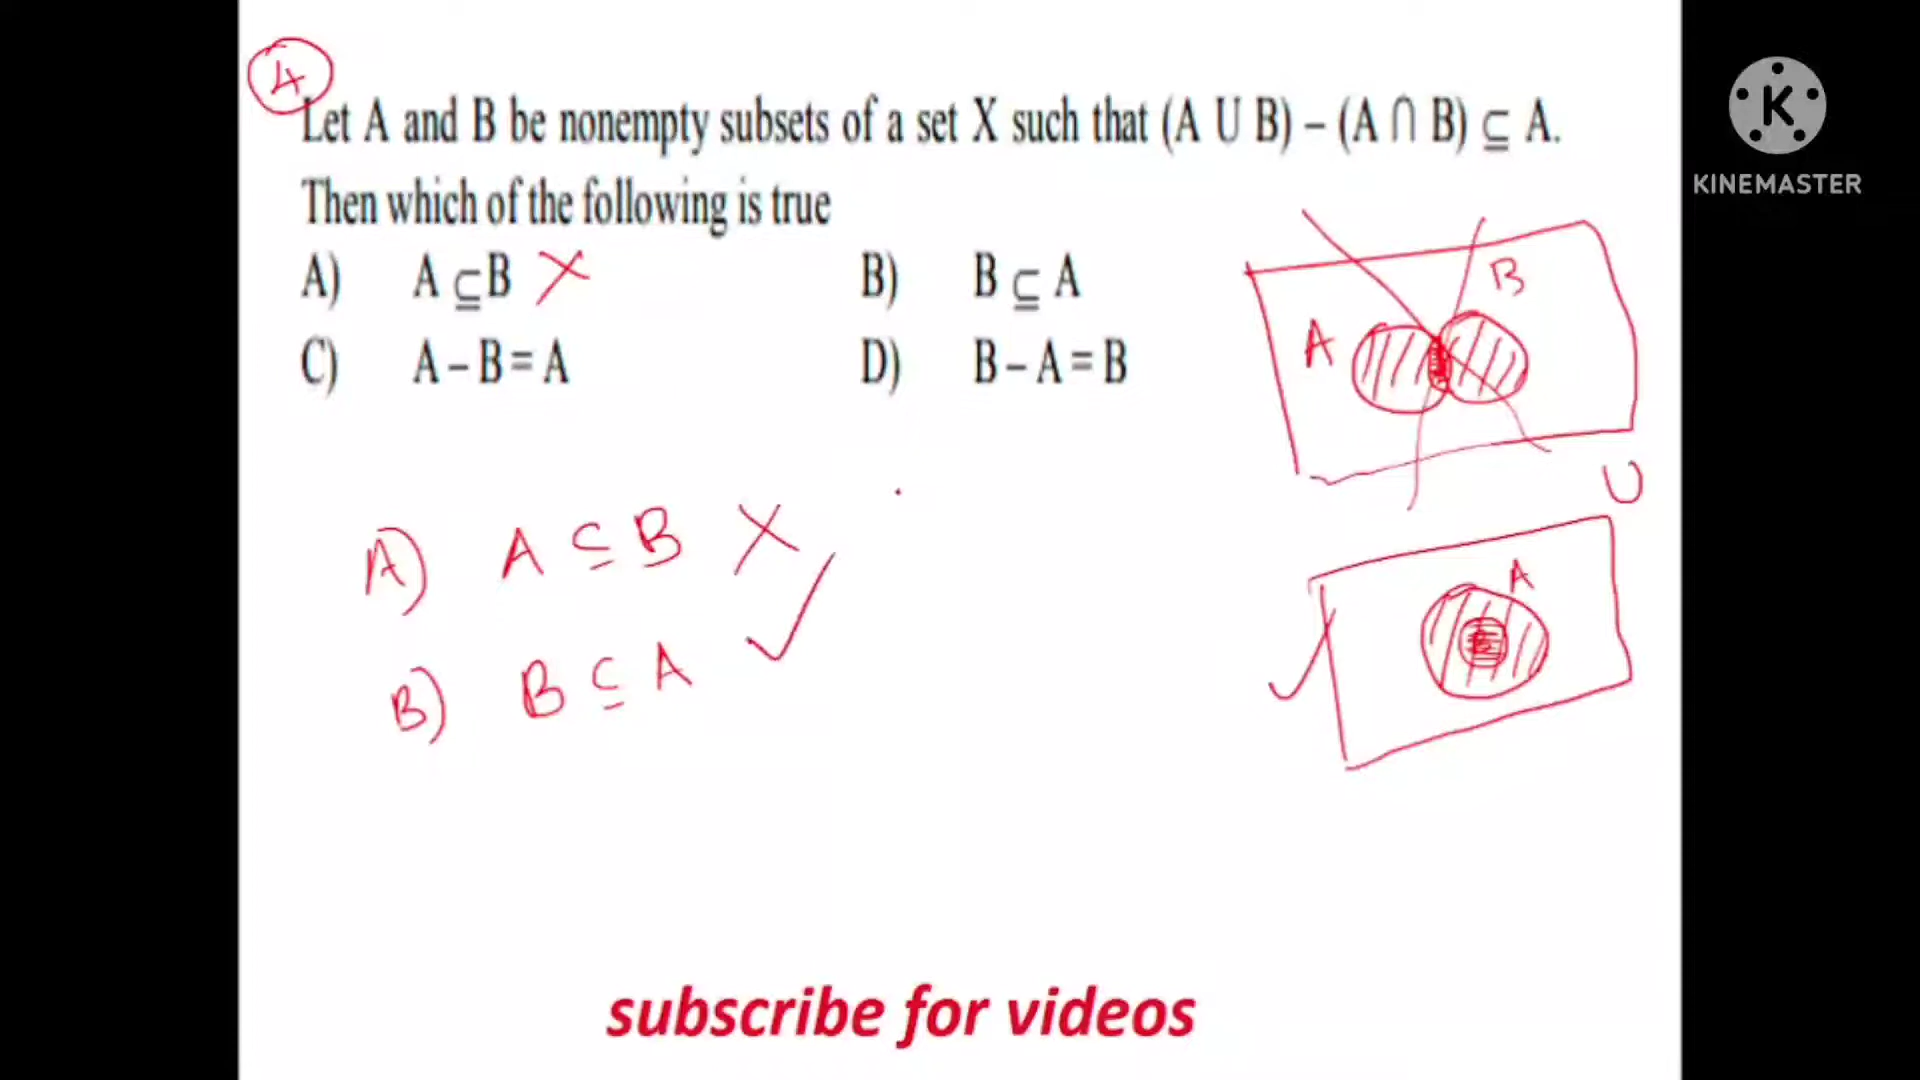 4
Let A and B be nonempty subsets of a set X such that (A U B) – (A ∩ B) ⊆ A.
Then which of the following is true
A) A ⊆ B X B) B ⊆ A
C) A – B = A D) B – A = B
A B
U
A) A ⊆ B X
B) B ⊆ A ✓
A
B
✓
subscribe for videos
K
KINEMASTER